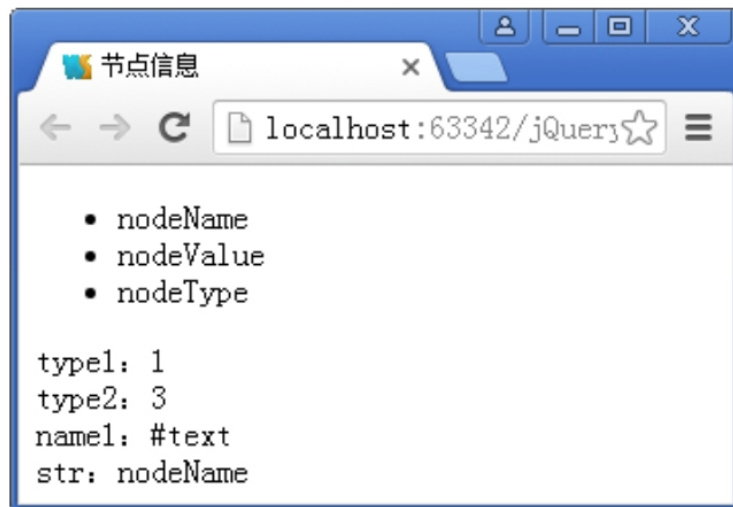 节点信息
localhost:63342/jQuery
nodeName
nodeValue
nodeType
type1：1
type2：3
name1：#text
str：nodeName